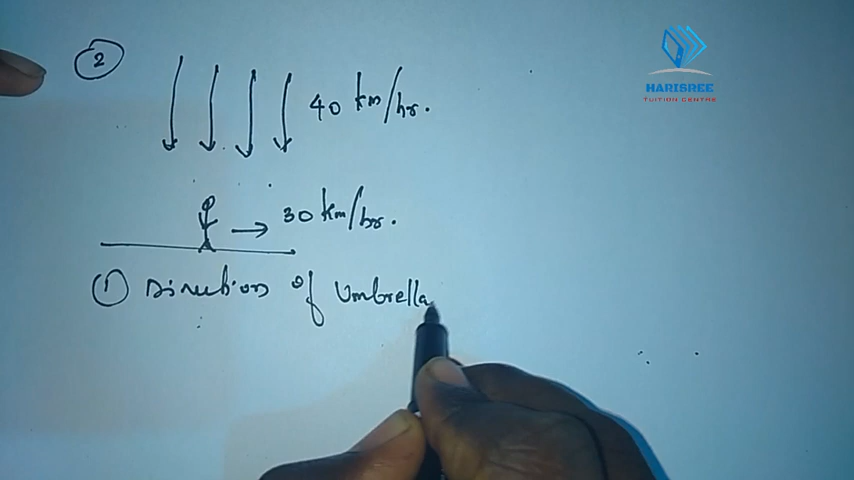 2
40 km/hr.
30 km/hr.
1 Direction of Umbrella
HARISREE
TUITION CENTRE